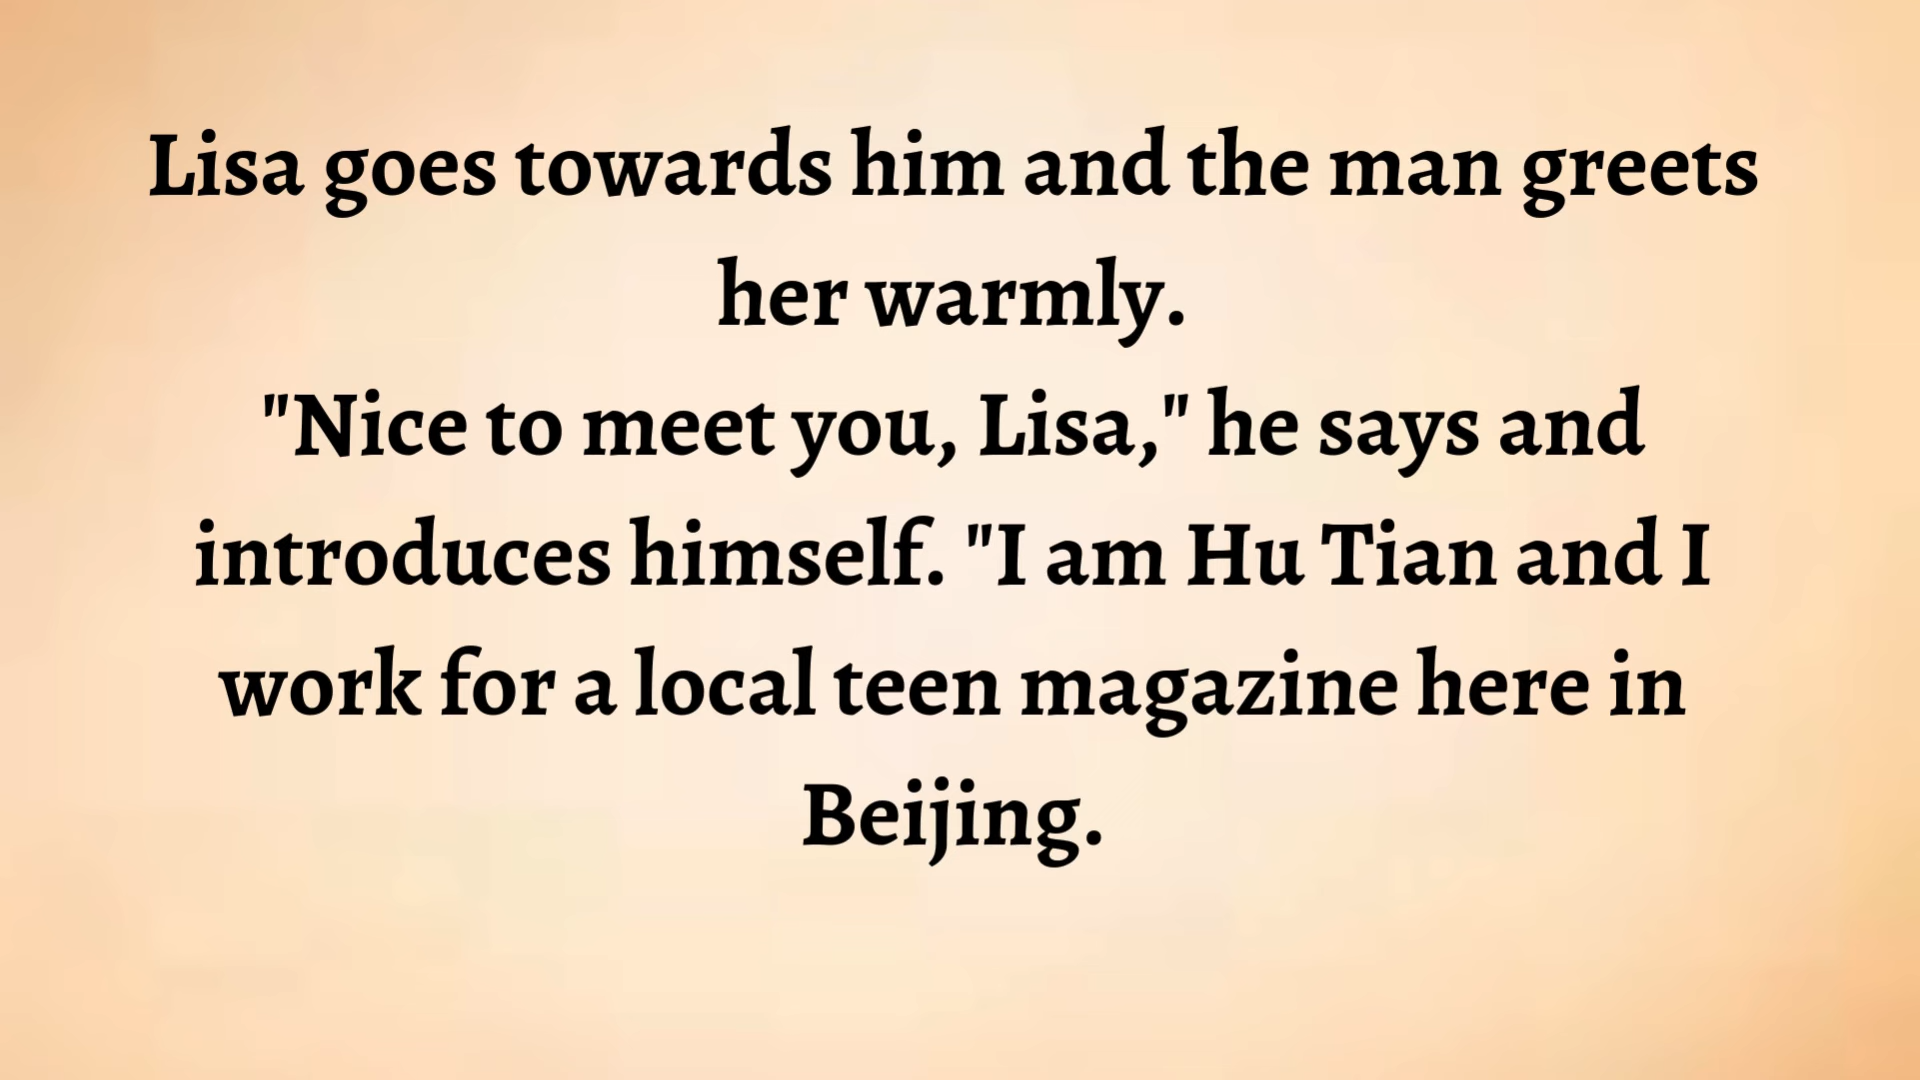 Lisa goes towards him and the man greets
her warmly.
"Nice to meet you, Lisa," he says and
introduces himself. "I am Hu Tian and I
work for a local teen magazine here in
Beijing.